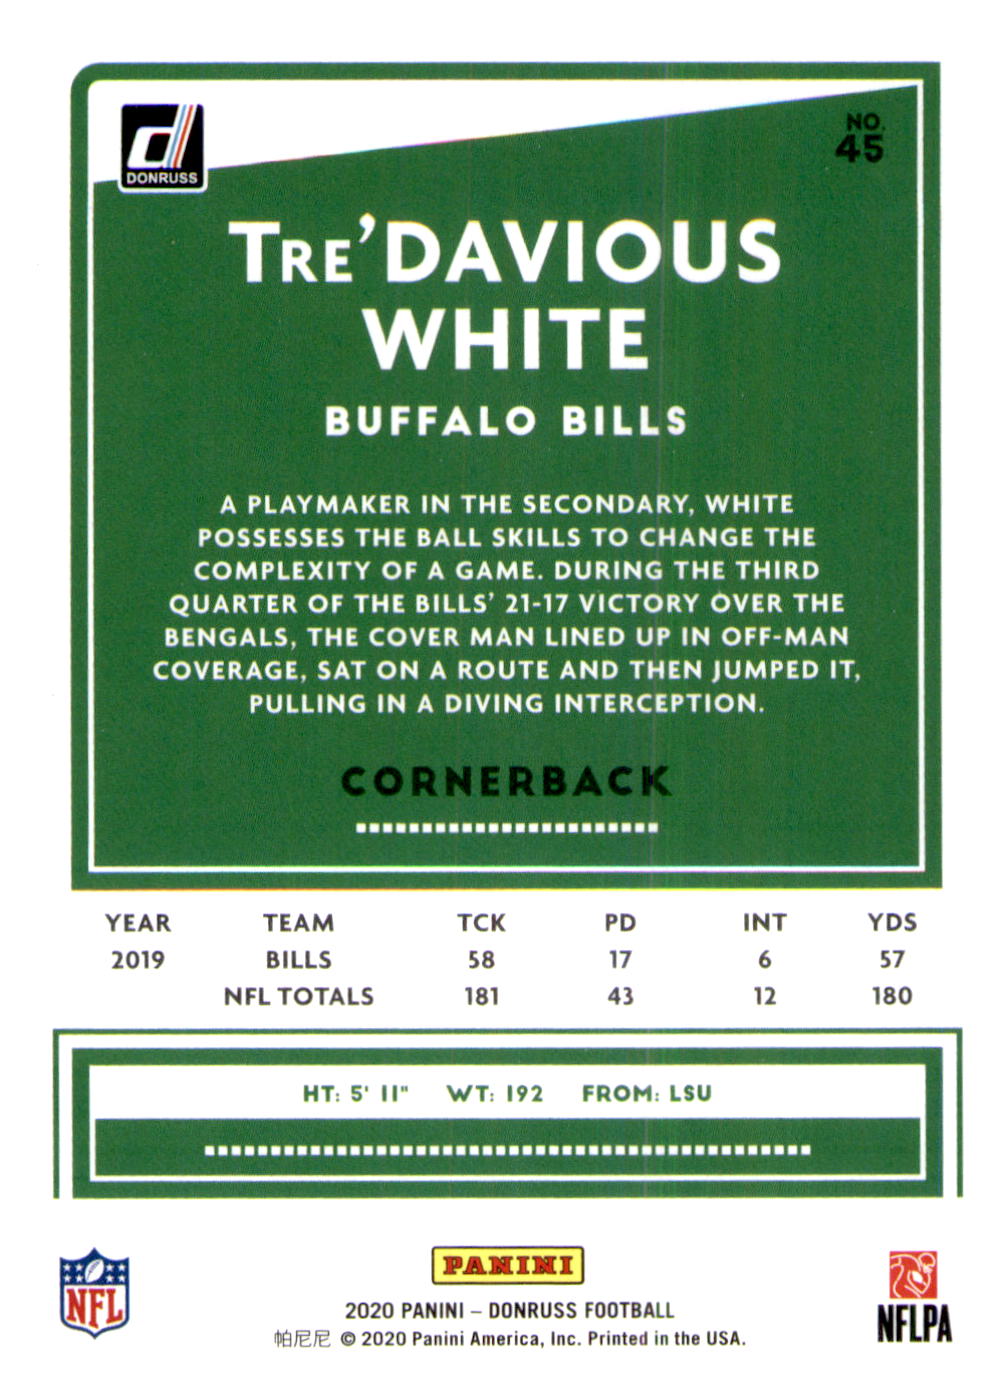 DONRUSS
NO.
45
TRE'DAVIOUS
WHITE
BUFFALO BILLS
A PLAYMAKER IN THE SECONDARY, WHITE
POSSESSES THE BALL SKILLS TO CHANGE THE
COMPLEXITY OF A GAME. DURING THE THIRD
QUARTER OF THE BILLS' 21-17 VICTORY OVER THE
BENGALS, THE COVER MAN LINED UP IN OFF-MAN
COVERAGE, SAT ON A ROUTE AND THEN JUMPED IT,
PULLING IN A DIVING INTERCEPTION.
CORNERBACK
YEAR TEAM TCK PD INT YDS
2019 BILLS 58 17 6 57
NFL TOTALS 181 43 12 180
HT: 5' 11" WT: 192 FROM: LSU
NFL
PANINI
NFLPA
2020 PANINI – DONRUSS FOOTBALL
帕尼尼 © 2020 Panini America, Inc. Printed in the USA.